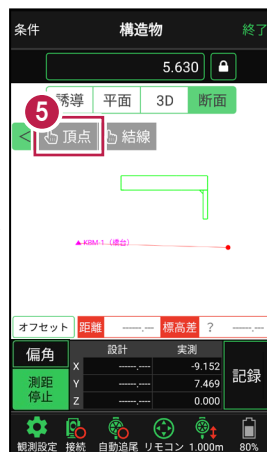 条件 構造物 終了
5.630
誘導 平面 3D 断面
5
< 頂点 結線
KBM-1 (橋台)
オフセット 距離 -----.--- 標高差 ? -----.---
偏角 設計 実測
X -----.---- -9.152
測距停止 Y -----.---- 7.469 記録
Z -----.---- 0.000
観測設定 接続 自動追尾 リモコン 1.000m 80%